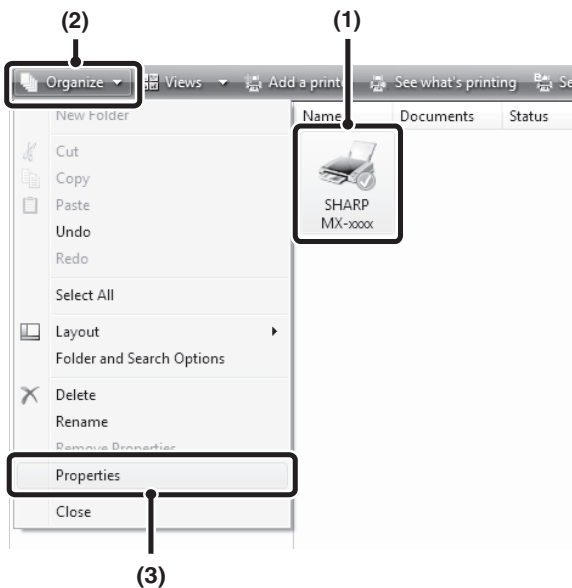 (2) (1)
Organize Views Add a printe See what's printing Se
New Folder Name Documents Status
Cut
Copy
Paste
SHARP
MX-xxxx
Undo
Redo
Select All
Layout
Folder and Search Options
Delete
Rename
Remove Properties
Properties
Close
(3)